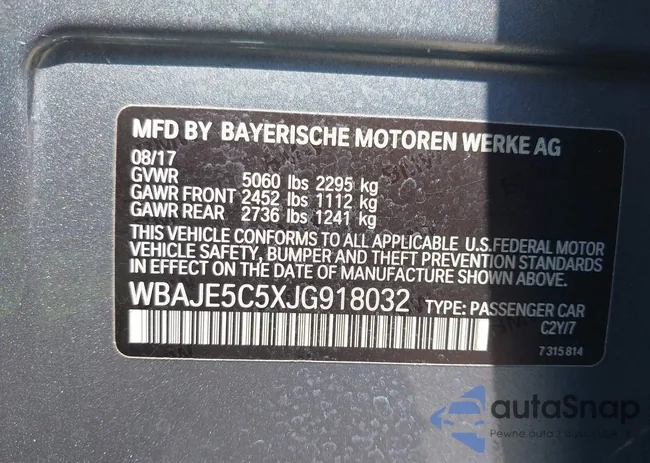 MFD BY BAYERISCHE MOTOREN WERKE AG
08/17
GVWR 5060 lbs 2295 kg
GAWR FRONT 2452 lbs 1112 kg
GAWR REAR 2736 lbs 1241 kg
THIS VEHICLE CONFORMS TO ALL APPLICABLE U.S.FEDERAL MOTOR
VEHICLE SAFETY, BUMPER AND THEFT PREVENTION STANDARDS
IN EFFECT ON THE DATE OF MANUFACTURE SHOWN ABOVE.
WBAJE5C5XJG918032 TYPE: PASSENGER CAR
C2Y/7
7315814
autaSnap
Pewne auta z aukcji